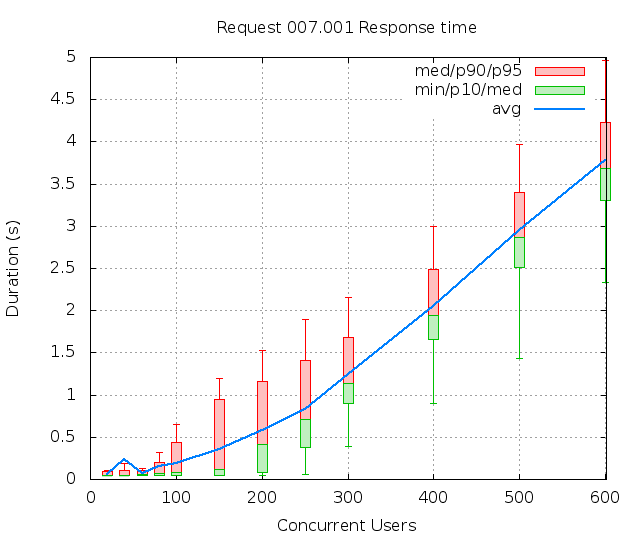 Request 007.001 Response time
med/p90/p95
min/p10/med
avg
5
4.5
4
3.5
3
2.5
2
1.5
1
0.5
0
Duration (s)
0 100 200 300 400 500 600
Concurrent Users